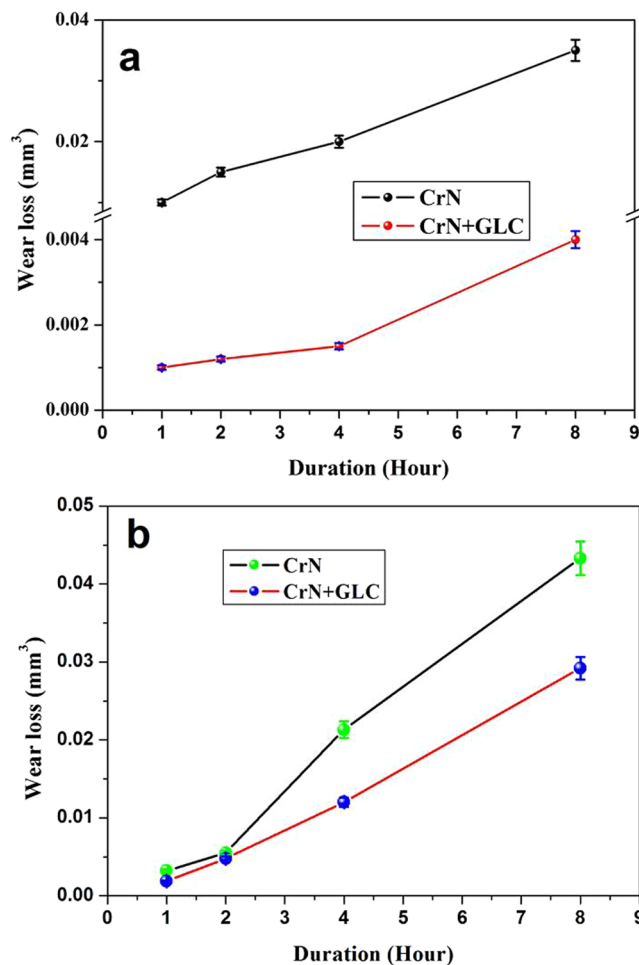 0.04
a
0.02
CrN
CrN+GLC
0.004
0.002
0.000
Wear loss (mm³)
0 1 2 3 4 5 6 7 8 9
Duration (Hour)
0.05
b
CrN
CrN+GLC
0.04
0.03
0.02
0.01
0.00
Wear loss (mm³)
0 1 2 3 4 5 6 7 8 9
Duration (Hour)